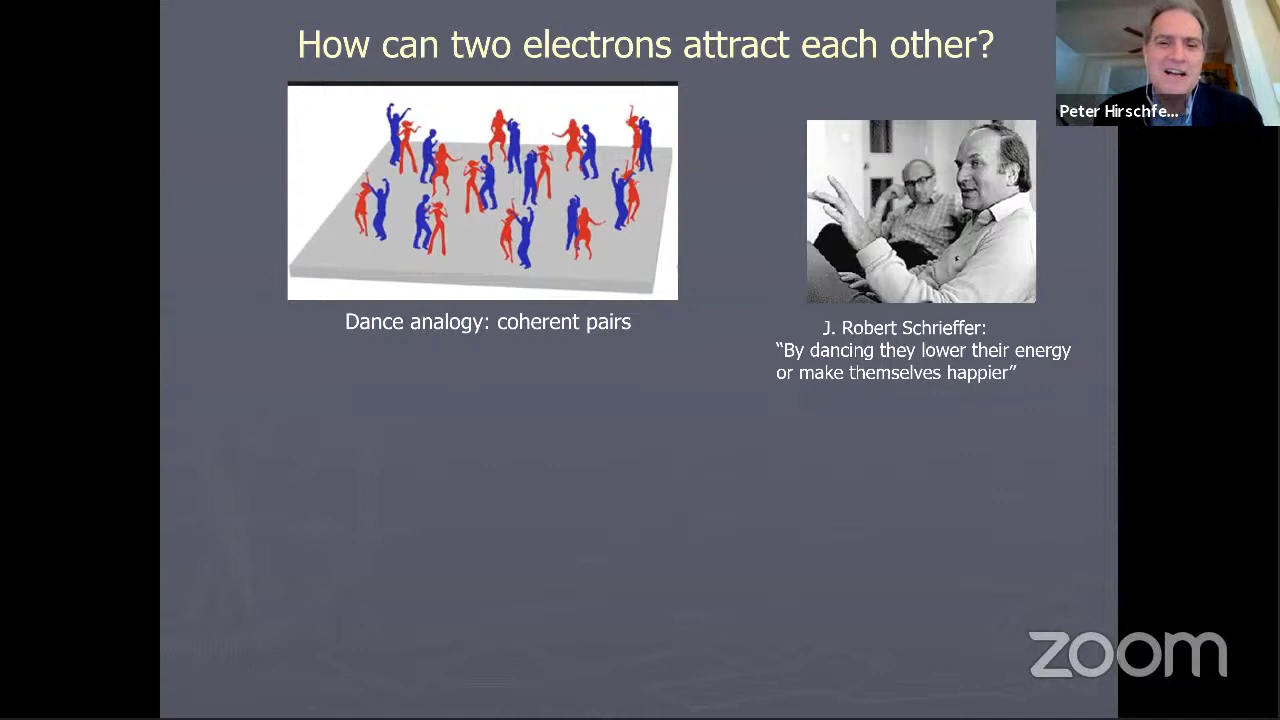 How can two electrons attract each other?
Peter Hirschfe...
Dance analogy: coherent pairs
J. Robert Schrieffer:
“By dancing they lower their energy
or make themselves happier”
zoom